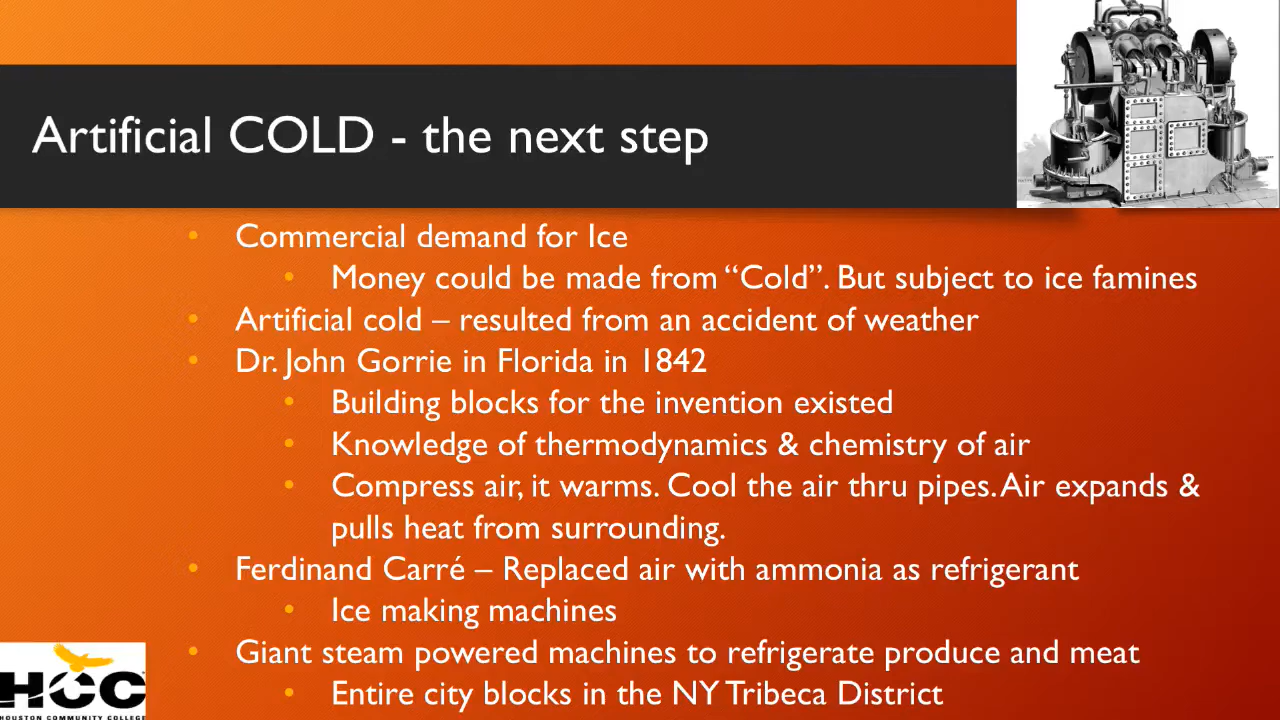 Artificial COLD - the next step
• Commercial demand for Ice
• Money could be made from “Cold”. But subject to ice famines
• Artificial cold – resulted from an accident of weather
• Dr. John Gorrie in Florida in 1842
• Building blocks for the invention existed
• Knowledge of thermodynamics & chemistry of air
• Compress air, it warms. Cool the air thru pipes. Air expands &
pulls heat from surrounding.
• Ferdinand Carré – Replaced air with ammonia as refrigerant
• Ice making machines
• Giant steam powered machines to refrigerate produce and meat
• Entire city blocks in the NY Tribeca District
HCC
HOUSTON COMMUNITY COLLEGE